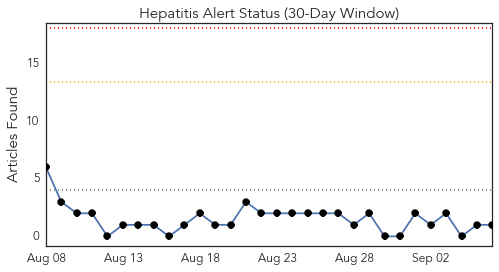 Hepatitis Alert Status (30-Day Window)
Articles Found
15
10
5
0
Aug 08 Aug 13 Aug 18 Aug 23 Aug 28 Sep 02